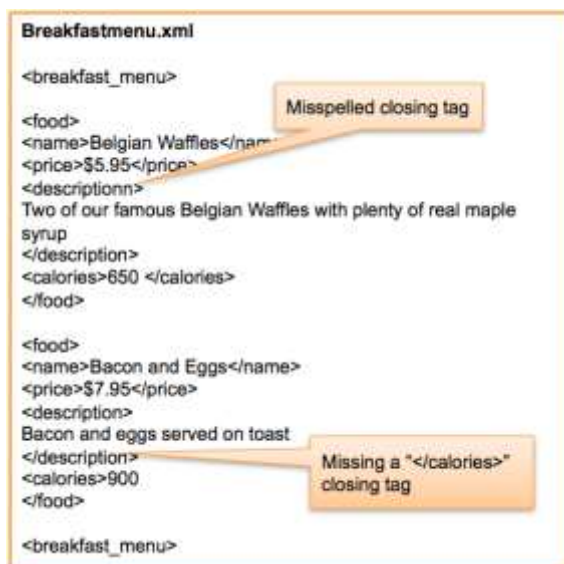 Breakfastmenu.xml
<breakfast_menu>
Misspelled closing tag
<food>
<name>Belgian Waffles</name
<price>$5.95</price>
<descriptionn>
Two of our famous Belgian Waffles with plenty of real maple
syrup
</description>
<calories>650 </calories>
</food>
<food>
<name>Bacon and Eggs</name>
<price>$7.95</price>
<description>
Bacon and eggs served on toast
</description>
Missing a "</calories>"
closing tag
<calories>900
</food>
<breakfast_menu>